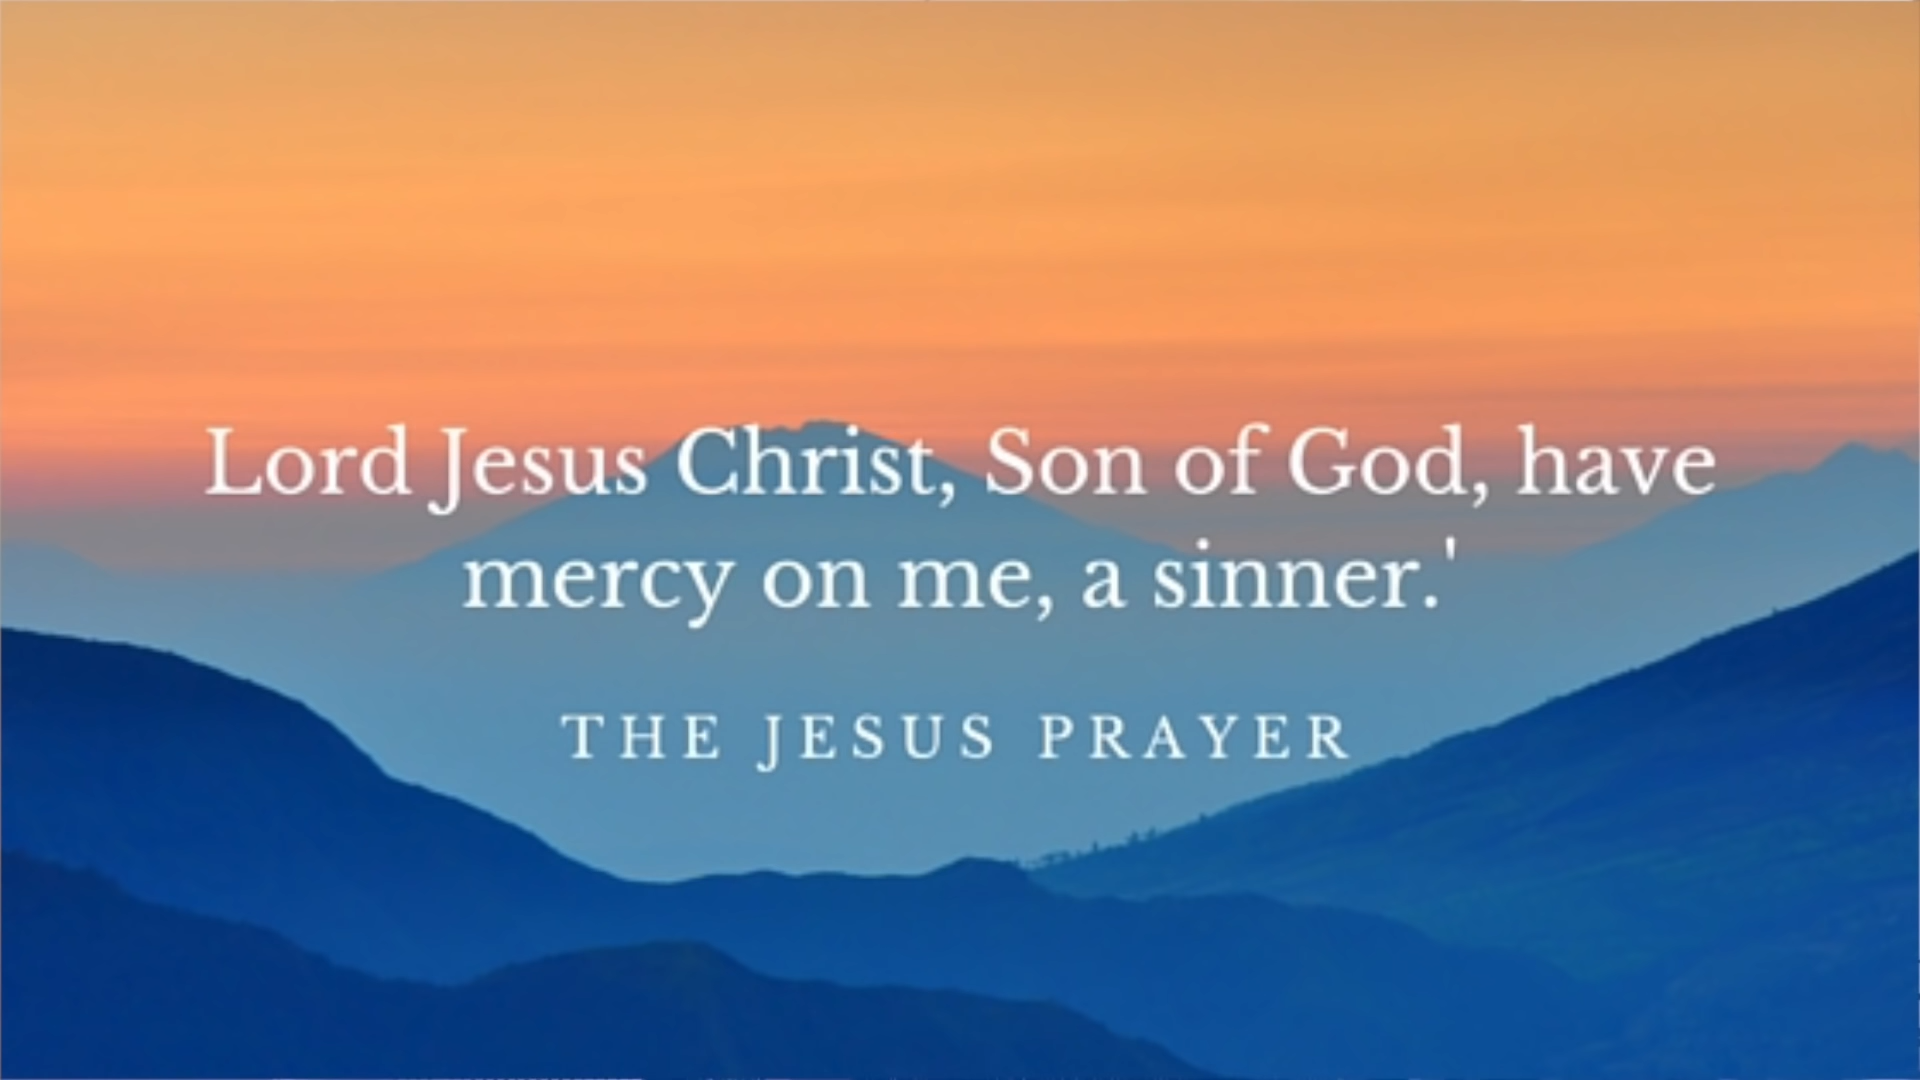 Lord Jesus Christ, Son of God, have
mercy on me, a sinner.'
THE JESUS PRAYER